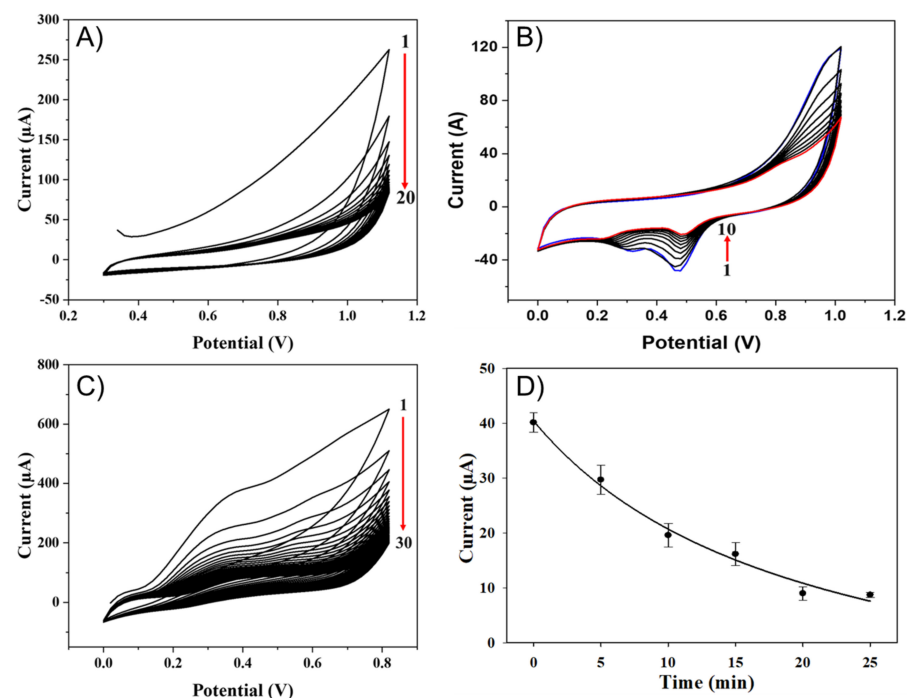 A)
300
250
200
150
100
50
0
-50
Current (µA)
1
20
0.2 0.4 0.6 0.8 1.0 1.2
Potential (V)
B)
120
80
40
0
-40
Current (A)
10
1
0.0 0.2 0.4 0.6 0.8 1.0 1.2
Potential (V)
C)
800
600
400
200
0
Current (µA)
1
30
0.0 0.2 0.4 0.6 0.8
Potential (V)
D)
50
40
30
20
10
0
Current (µA)
0 5 10 15 20 25
Time (min)